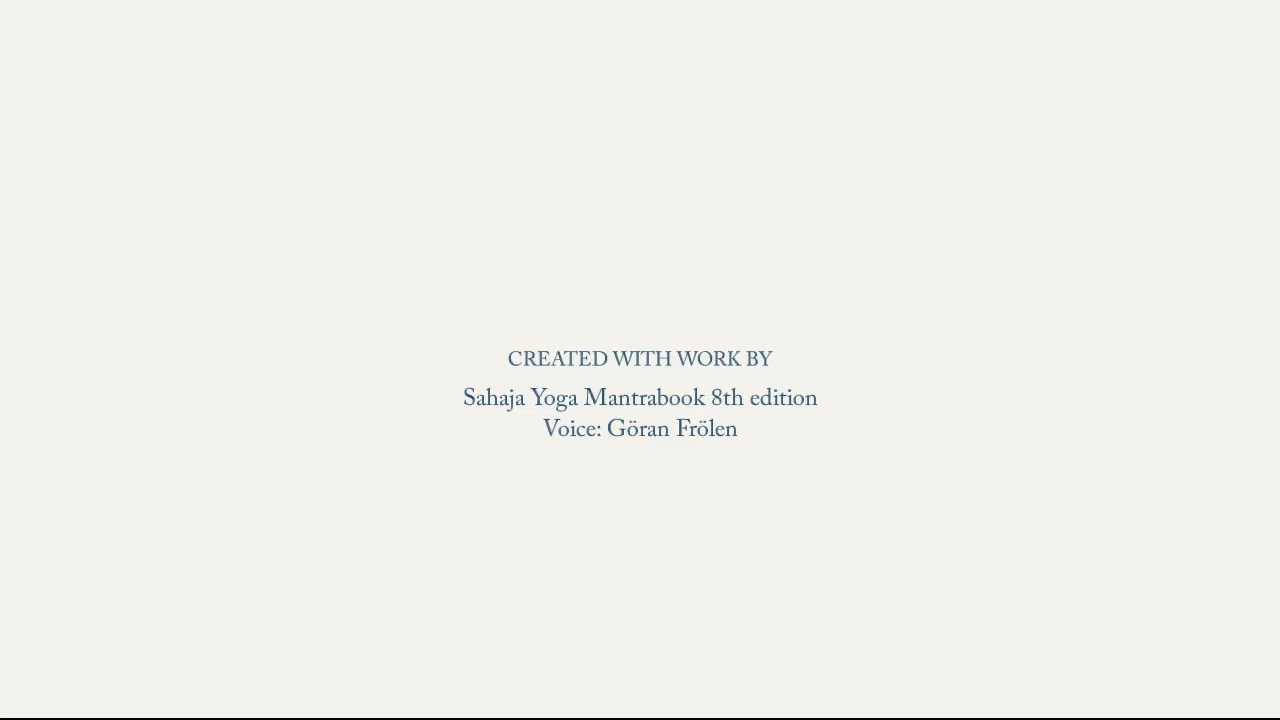 CREATED WITH WORK BY
Sahaja Yoga Mantrabook 8th edition
Voice: Göran Frölen